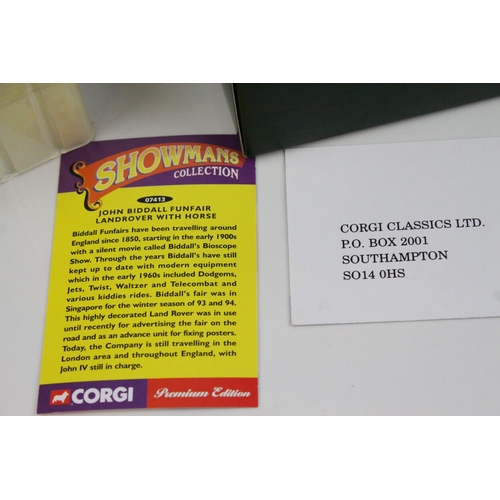 SHOWMANS
COLLECTION
07413
JOHN BIDDALL FUNFAIR
LANDROVER WITH HORSE
Biddall Funfairs have been travelling around
England since 1850, starting in the early 1900s
with a silent movie called Biddall's Bioscope
Show. Through the years Biddall's have still
kept up to date with modern equipment
which in the early 1960s included Dodgems,
Jets, Twist, Waltzer and Telecombat and
various kiddies rides. Biddall's fair was in
Singapore for the winter season of 93 and 94.
This highly decorated Land Rover was in use
until recently for advertising the fair on the
road and as an advance unit for fixing posters.
Today, the Company is still travelling in the
London area and throughout England, with
John IV still in charge.
CORGI
Premium Edition
CORGI CLASSICS LTD.
P.O. BOX 2001
SOUTHAMPTON
SO14 0HS